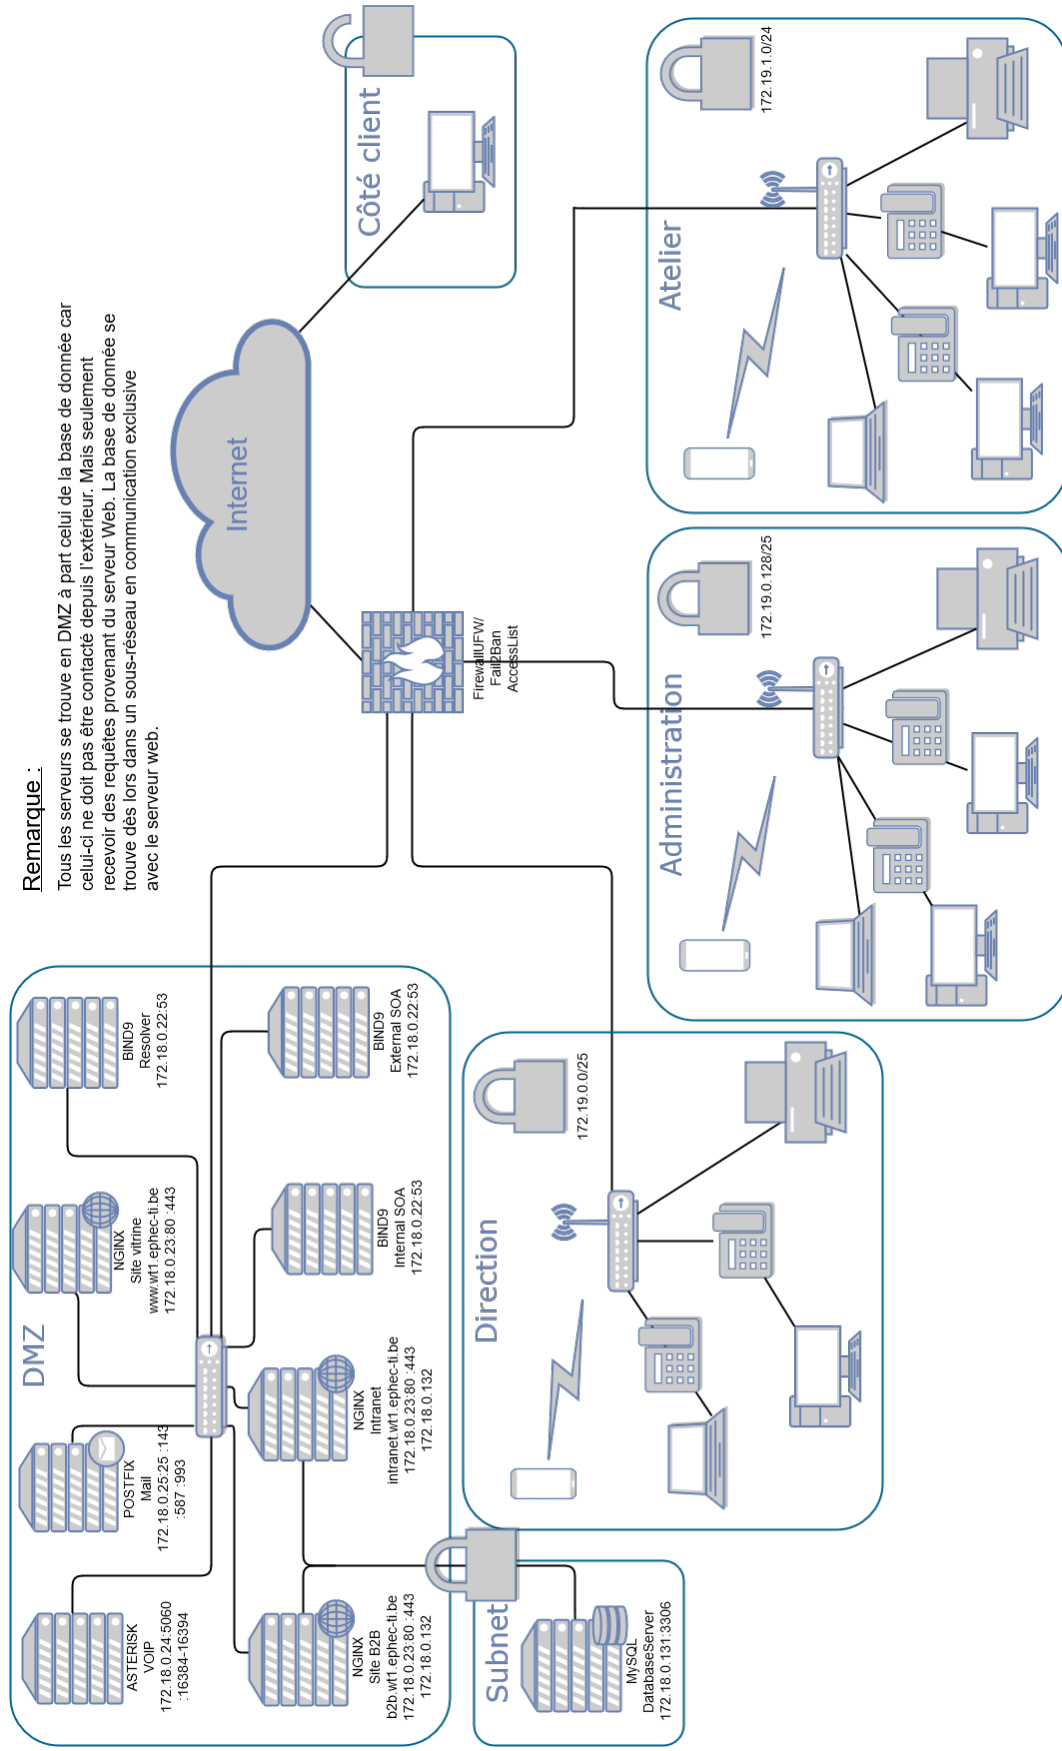 Remarque :
Tous les serveurs se trouve en DMZ à part celui de la base de donnée car
celui-ci ne doit pas être contacté depuis l'extérieur. Mais seulement
recevoir des requêtes provenant du serveur Web. La base de donnée se
trouve dès lors dans un sous-réseau en communication exclusive
avec le serveur web.
Internet
Côté client
FirewallUFW/
Fail2Ban
AccessList
DMZ
ASTERISK
VOIP
172.18.0.24:5060
:16384-16394
POSTFIX
Mail
172.18.0.25:25 :143
:587 :993
NGINX
Site vitrine
www.wt1.ephec-ti.be
172.18.0.23:80 :443
BIND9
Resolver
172.18.0.22:53
NGINX
Site B2B
b2b.wt1.ephec-ti.be
172.18.0.23:80 :443
172.18.0.132
NGINX
Intranet
intranet.wt1.ephec-ti.be
172.18.0.23:80 :443
172.18.0.132
BIND9
Internal SOA
172.18.0.22:53
BIND9
External SOA
172.18.0.22:53
Subnet
MySQL
DatabaseServer
172.18.0.131:3306
Direction
172.19.0.0/25
Administration
172.19.0.128/25
Atelier
172.19.1.0/24